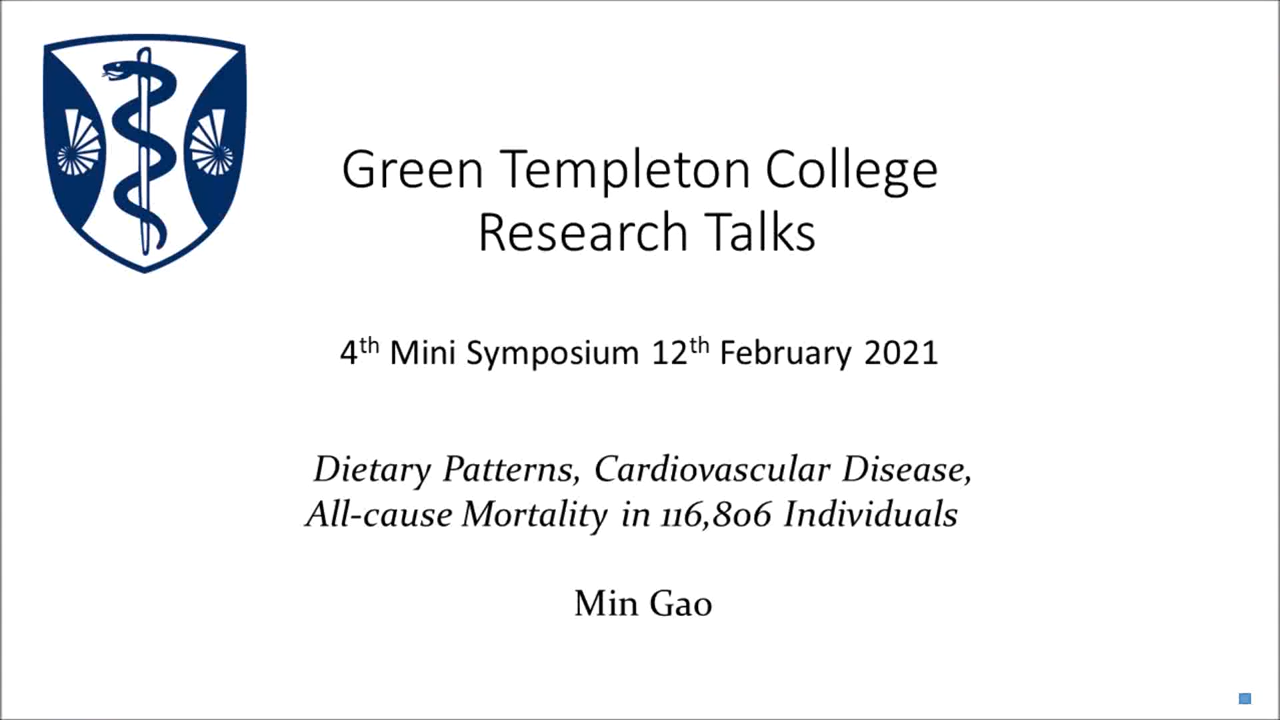 Green Templeton College
Research Talks
4th Mini Symposium 12th February 2021
Dietary Patterns, Cardiovascular Disease,
All-cause Mortality in 116,806 Individuals
Min Gao